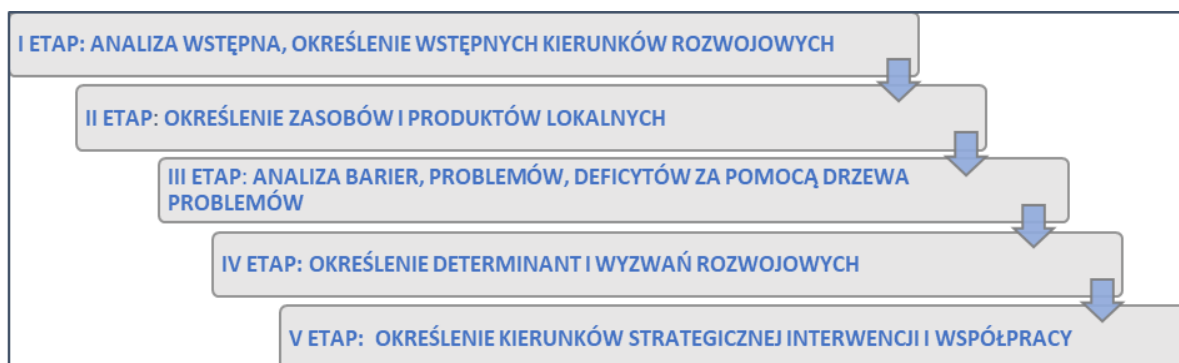 I ETAP: ANALIZA WSTĘPNA, OKREŚLENIE WSTĘPNYCH KIERUNKÓW ROZWOJOWYCH
II ETAP: OKREŚLENIE ZASOBÓW I PRODUKTÓW LOKALNYCH
III ETAP: ANALIZA BARIER, PROBLEMÓW, DEFICYTÓW ZA POMOCĄ DRZEWA
PROBLEMÓW
IV ETAP: OKREŚLENIE DETERMINANT I WYZWAŃ ROZWOJOWYCH
V ETAP: OKREŚLENIE KIERUNKÓW STRATEGICZNEJ INTERWENCJI I WSPÓŁPRACY